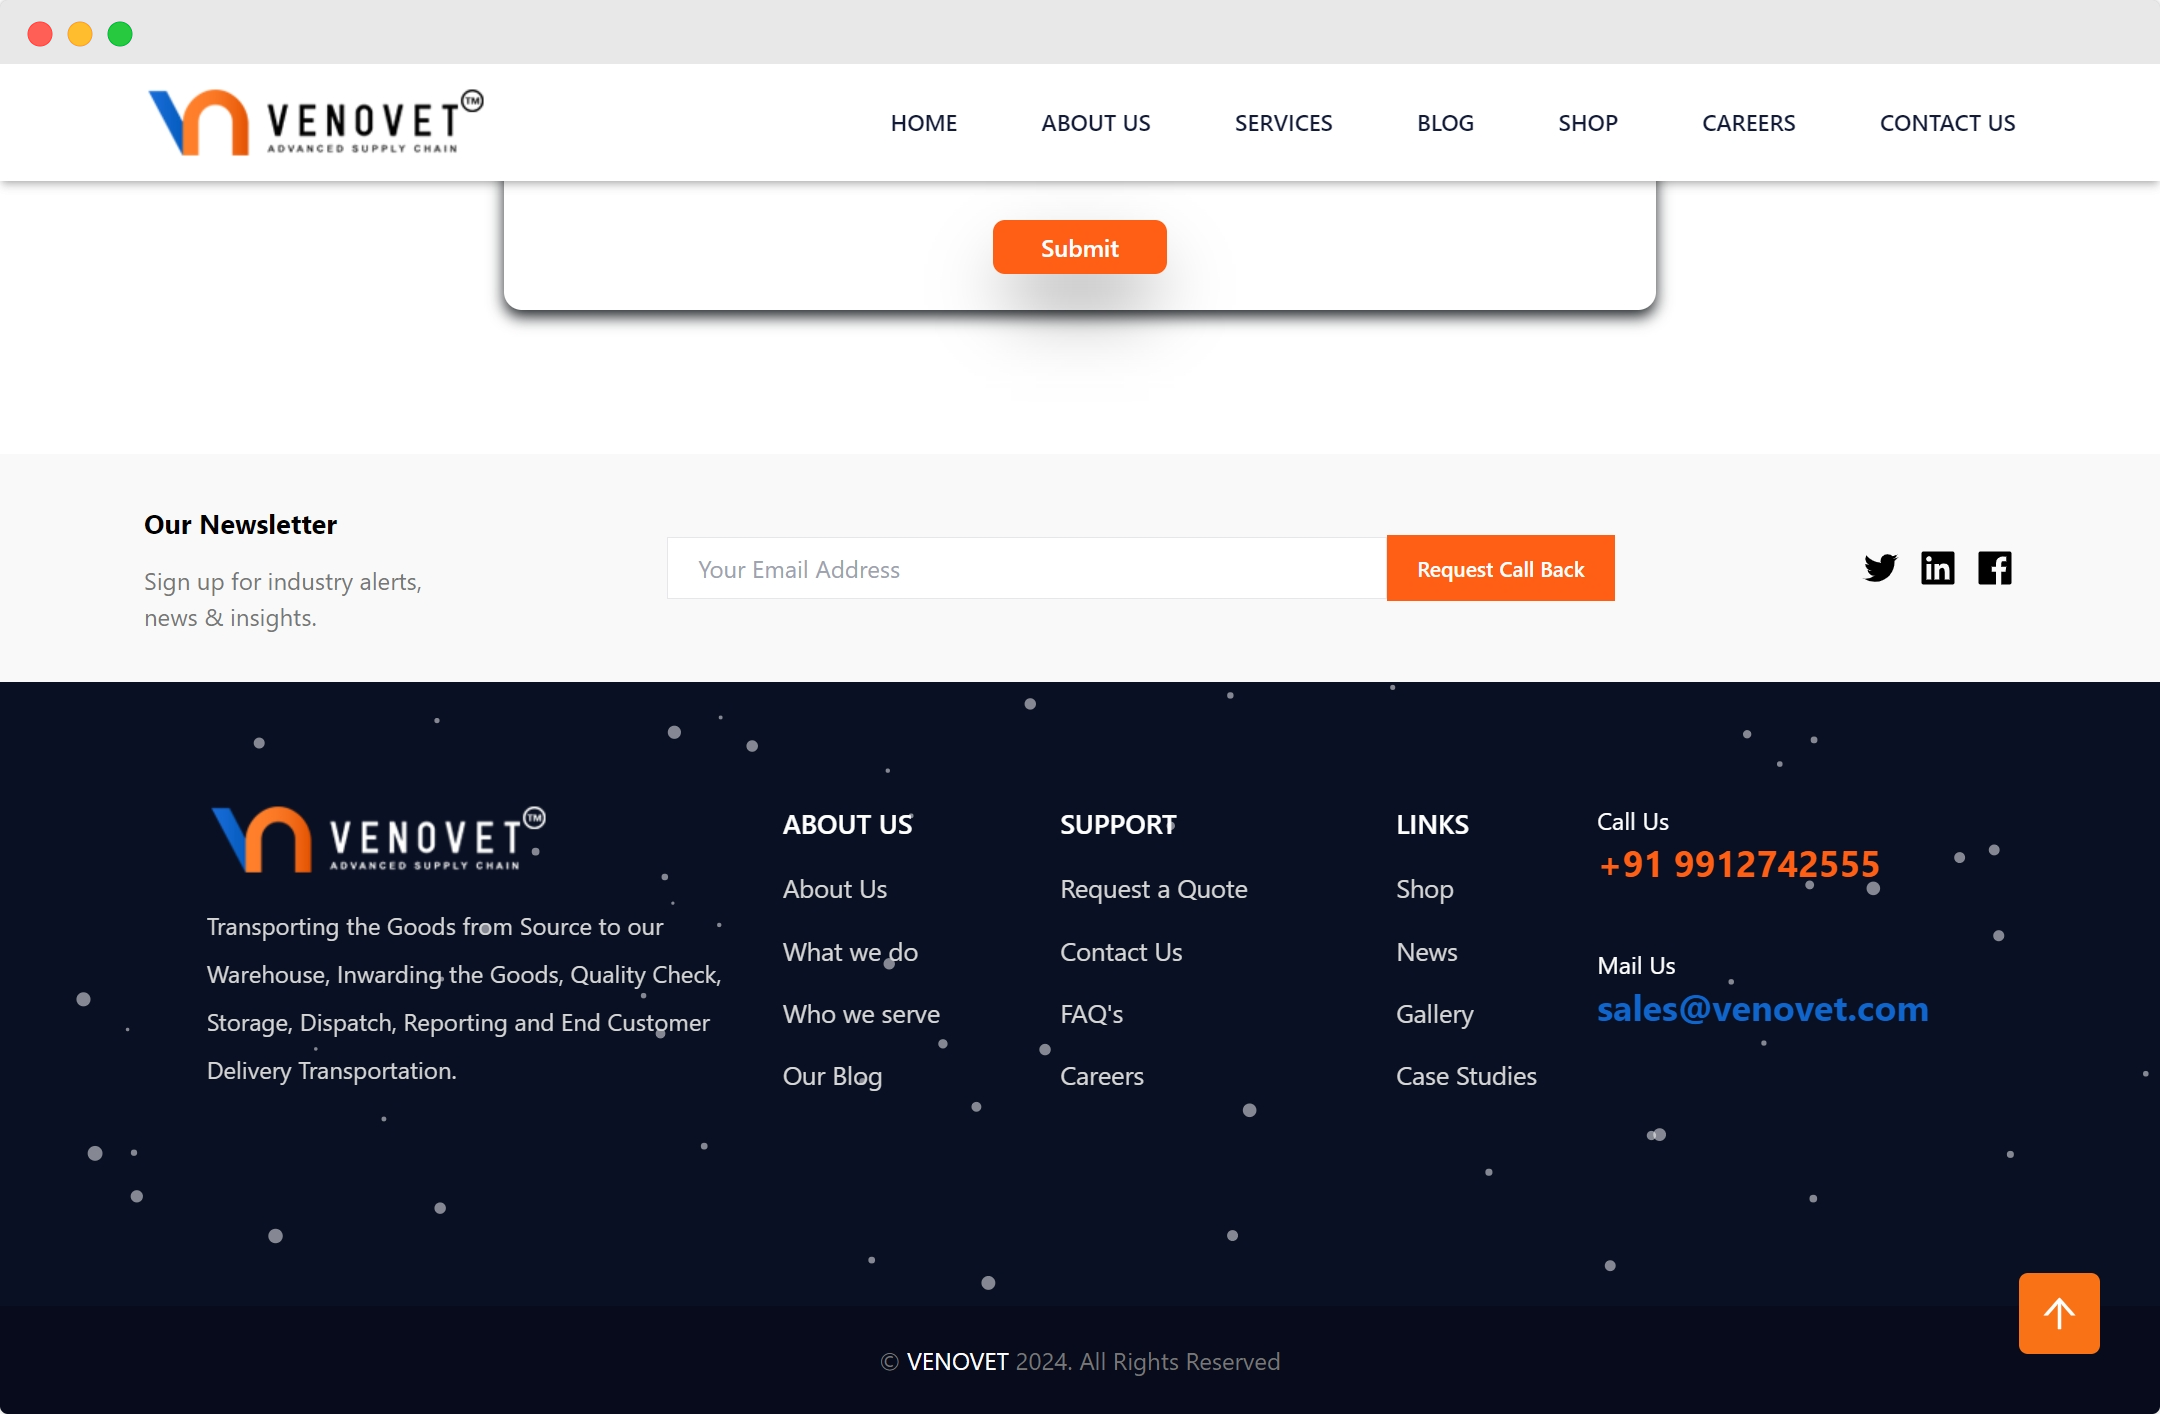 VENOVET TM
ADVANCED SUPPLY CHAIN
HOME ABOUT US SERVICES BLOG SHOP CAREERS CONTACT US
Submit
Our Newsletter
Sign up for industry alerts,
news & insights.
Your Email Address
Request Call Back
VENOVET TM
ADVANCED SUPPLY CHAIN
Transporting the Goods from Source to our
Warehouse, Inwarding the Goods, Quality Check,
Storage, Dispatch, Reporting and End Customer
Delivery Transportation.
ABOUT US
About Us
What we do
Who we serve
Our Blog
SUPPORT
Request a Quote
Contact Us
FAQ's
Careers
LINKS
Shop
News
Gallery
Case Studies
Call Us
+91 9912742555
Mail Us
sales@venovet.com
© VENOVET 2024. All Rights Reserved